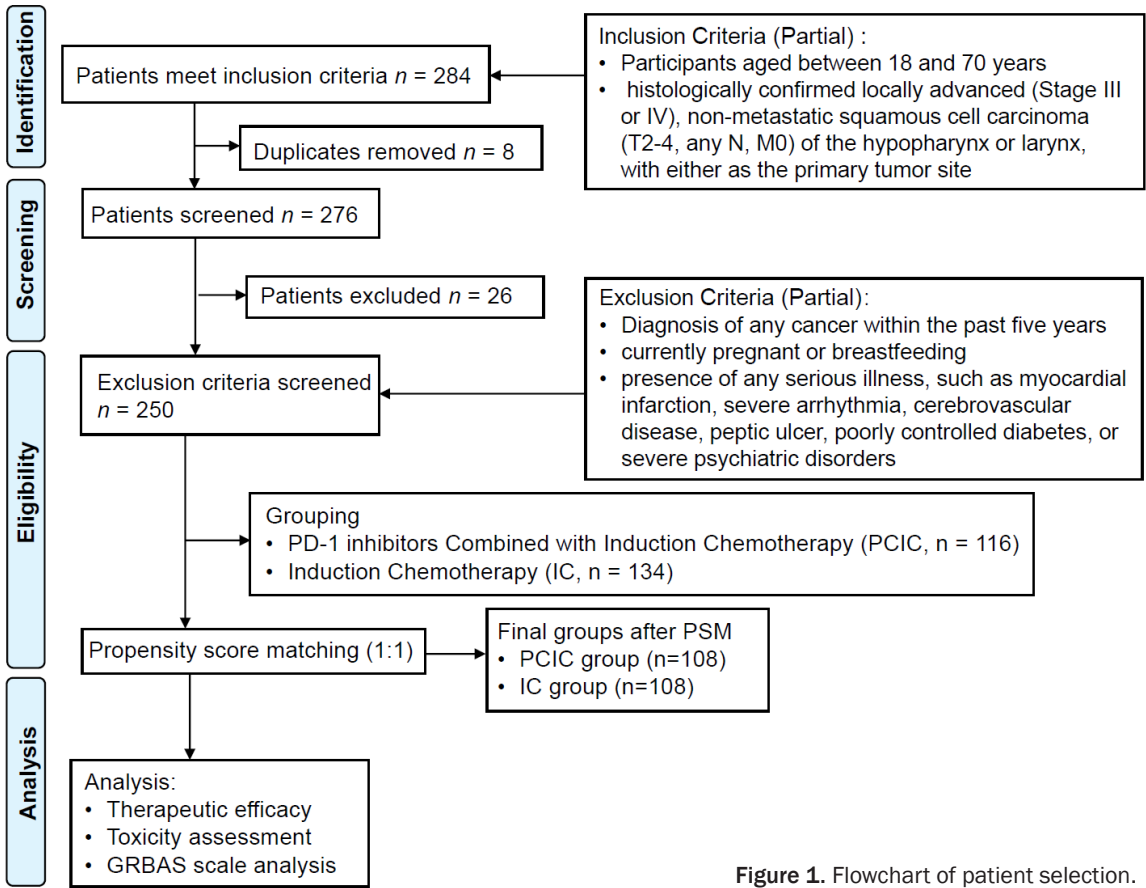 Identification
Patients meet inclusion criteria n = 284
Duplicates removed n = 8
Inclusion Criteria (Partial) :
• Participants aged between 18 and 70 years
• histologically confirmed locally advanced (Stage III
or IV), non-metastatic squamous cell carcinoma
(T2-4, any N, M0) of the hypopharynx or larynx,
with either as the primary tumor site
Screening
Patients screened n = 276
Patients excluded n = 26
Eligibility
Exclusion criteria screened
n = 250
Exclusion Criteria (Partial):
• Diagnosis of any cancer within the past five years
• currently pregnant or breastfeeding
• presence of any serious illness, such as myocardial
infarction, severe arrhythmia, cerebrovascular
disease, peptic ulcer, poorly controlled diabetes, or
severe psychiatric disorders
Grouping
• PD-1 inhibitors Combined with Induction Chemotherapy (PCIC, n = 116)
• Induction Chemotherapy (IC, n = 134)
Propensity score matching (1:1)
Final groups after PSM
• PCIC group (n=108)
• IC group (n=108)
Analysis
Analysis:
• Therapeutic efficacy
• Toxicity assessment
• GRBAS scale analysis
Figure 1. Flowchart of patient selection.